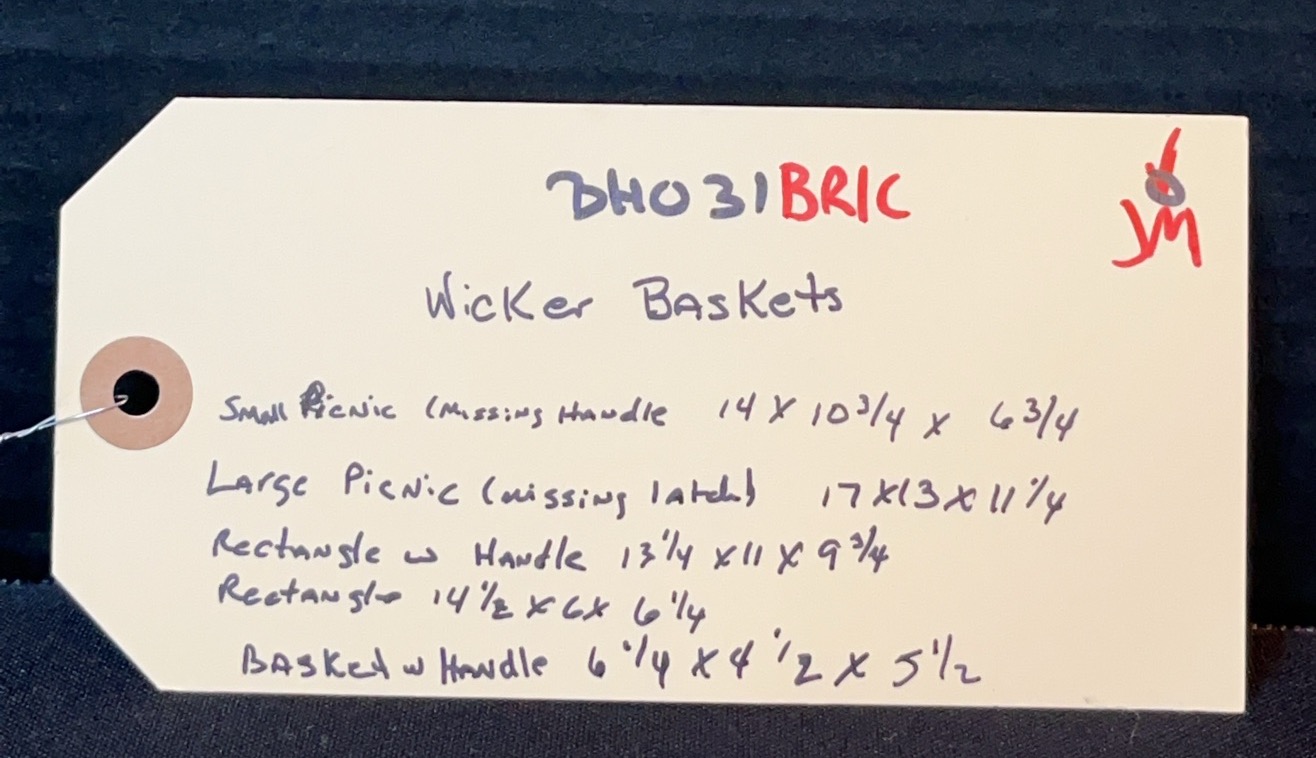 BH031BRIC
JM
Wicker Baskets
Small Picnic (missing Handle 14 x 10 3/4 x 6 3/4
Large Picnic (missing latch) 17 x 13 x 11 1/4
Rectangle w Handle 13 1/4 x 11 x 9 3/4
Rectangle 14 1/2 x 6 x 6 1/4
Basket w Handle 6 1/4 x 4 1/2 x 5 1/2